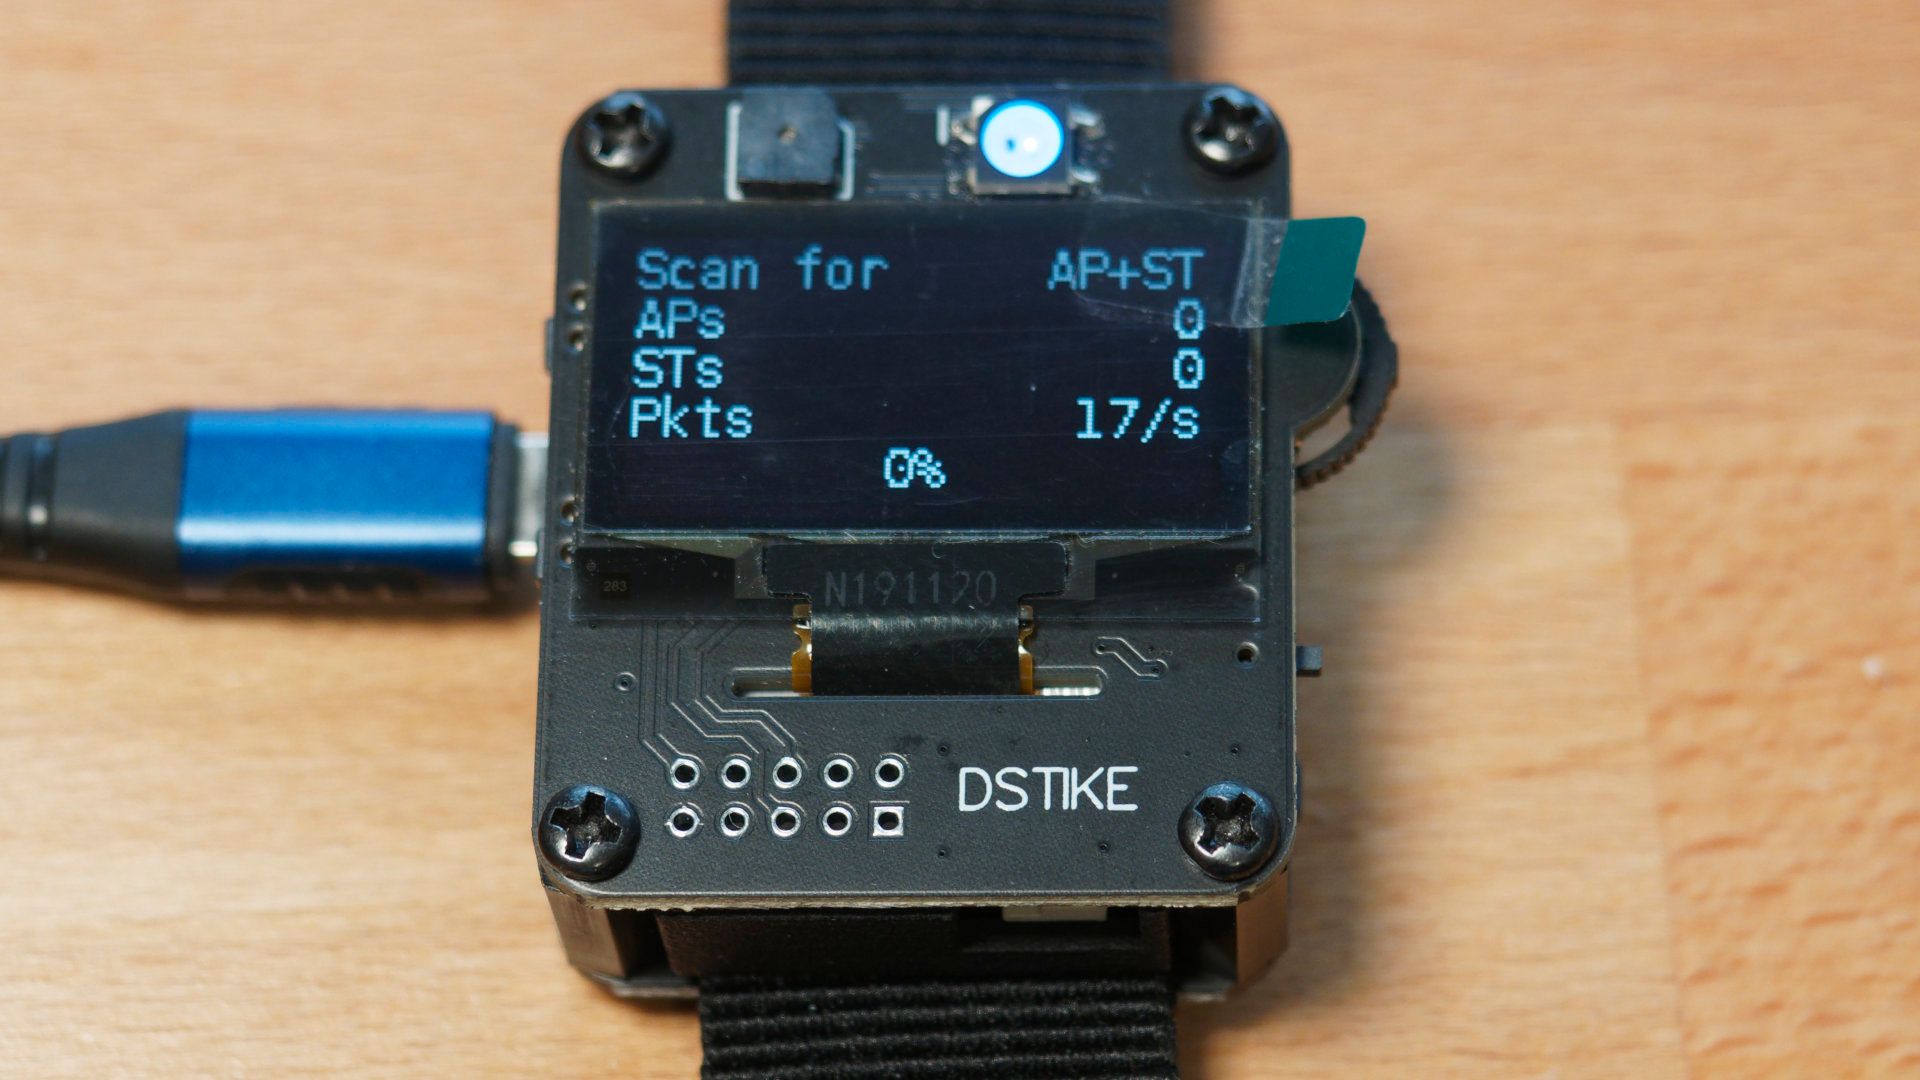 Scan for AP+ST
APs 0
STs 0
Pkts 17/s
0%
283
N191120
DSTIKE